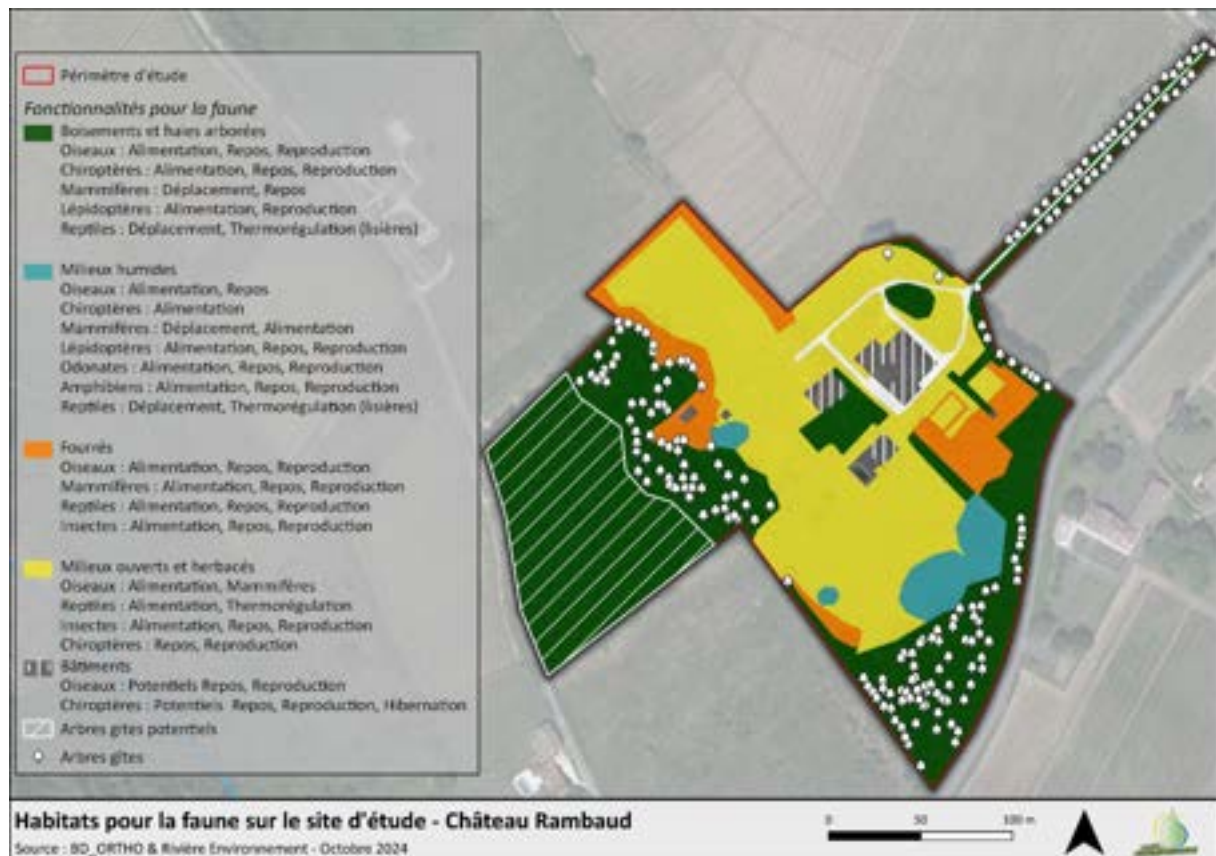 Périmètre d'étude
Fonctionnalités pour la faune
Boisements et haies arborées
Oiseaux : Alimentation, Repos, Reproduction
Chiroptères : Alimentation, Repos, Reproduction
Mammifères : Déplacement, Repos
Lépidoptères : Alimentation, Reproduction
Reptiles : Déplacement, Thermorégulation (lisières)
Milieux humides
Oiseaux : Alimentation, Repos
Chiroptères : Alimentation
Mammifères : Déplacement, Alimentation
Lépidoptères : Alimentation, Repos, Reproduction
Odonates : Alimentation, Repos, Reproduction
Amphibiens : Alimentation, Repos, Reproduction
Reptiles : Déplacement, Thermorégulation (lisières)
Fourrés
Oiseaux : Alimentation, Repos, Reproduction
Mammifères : Alimentation, Repos, Reproduction
Reptiles : Alimentation, Repos, Reproduction
Insectes : Alimentation, Repos, Reproduction
Milieux ouverts et herbacés
Oiseaux : Alimentation, Mammifères
Reptiles : Alimentation, Thermorégulation
Insectes : Alimentation, Repos, Reproduction
Chiroptères : Repos, Reproduction
Bâtiments
Oiseaux : Potentiels Repos, Reproduction
Chiroptères : Potentiels Repos, Reproduction, Hibernation
Arbres gîtes potentiels
Arbres gîtes
Habitats pour la faune sur le site d'étude - Château Rambaud
Source : BD_ORTHO & Rivière Environnement - Octobre 2024
0 50 100 m